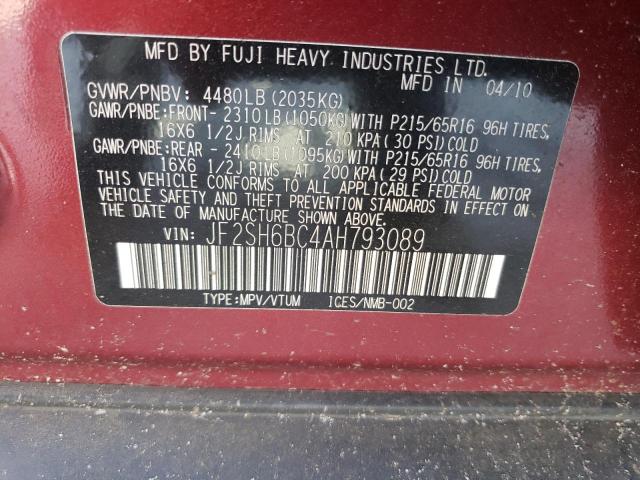 MFD BY FUJI HEAVY INDUSTRIES LTD.
MFD IN 04/10
GVWR/PNBV: 4480LB(2035KG)
GAWR/PNBE:FRONT- 2310LB(1050KG)WITH P215/65R16 96H TIRES,
16X6 1/2J RIMS AT 210 KPA(30 PSI)COLD
GAWR/PNBE:REAR - 2410LB(1095KG)WITH P215/65R16 96H TIRES,
16X6 1/2J RIMS AT 200 KPA(29 PSI)COLD
THIS VEHICLE CONFORMS TO ALL APPLICABLE FEDERAL MOTOR
VEHICLE SAFETY AND THEFT PREVENTION STANDARDS IN EFFECT
ON THE DATE OF MANUFACTURE SHOWN ABOVE.
VIN: JF2SH6BC4AH793089
TYPE:MPV/VTUM ICES/NMB-002